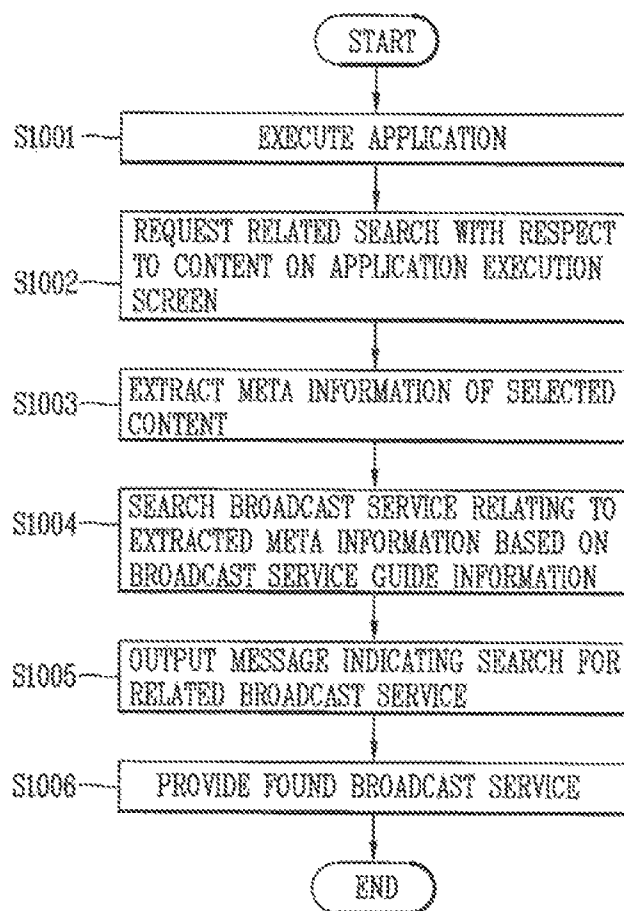 START
S1001
EXECUTE APPLICATION
S1002
REQUEST RELATED SEARCH WITH RESPECT
TO CONTENT ON APPLICATION EXECUTION
SCREEN
S1003
EXTRACT META INFORMATION OF SELECTED
CONTENT
S1004
SEARCH BROADCAST SERVICE RELATING TO
EXTRACTED META INFORMATION BASED ON
BROADCAST SERVICE GUIDE INFORMATION
S1005
OUTPUT MESSAGE INDICATING SEARCH FOR
RELATED BROADCAST SERVICE
S1006
PROVIDE FOUND BROADCAST SERVICE
END